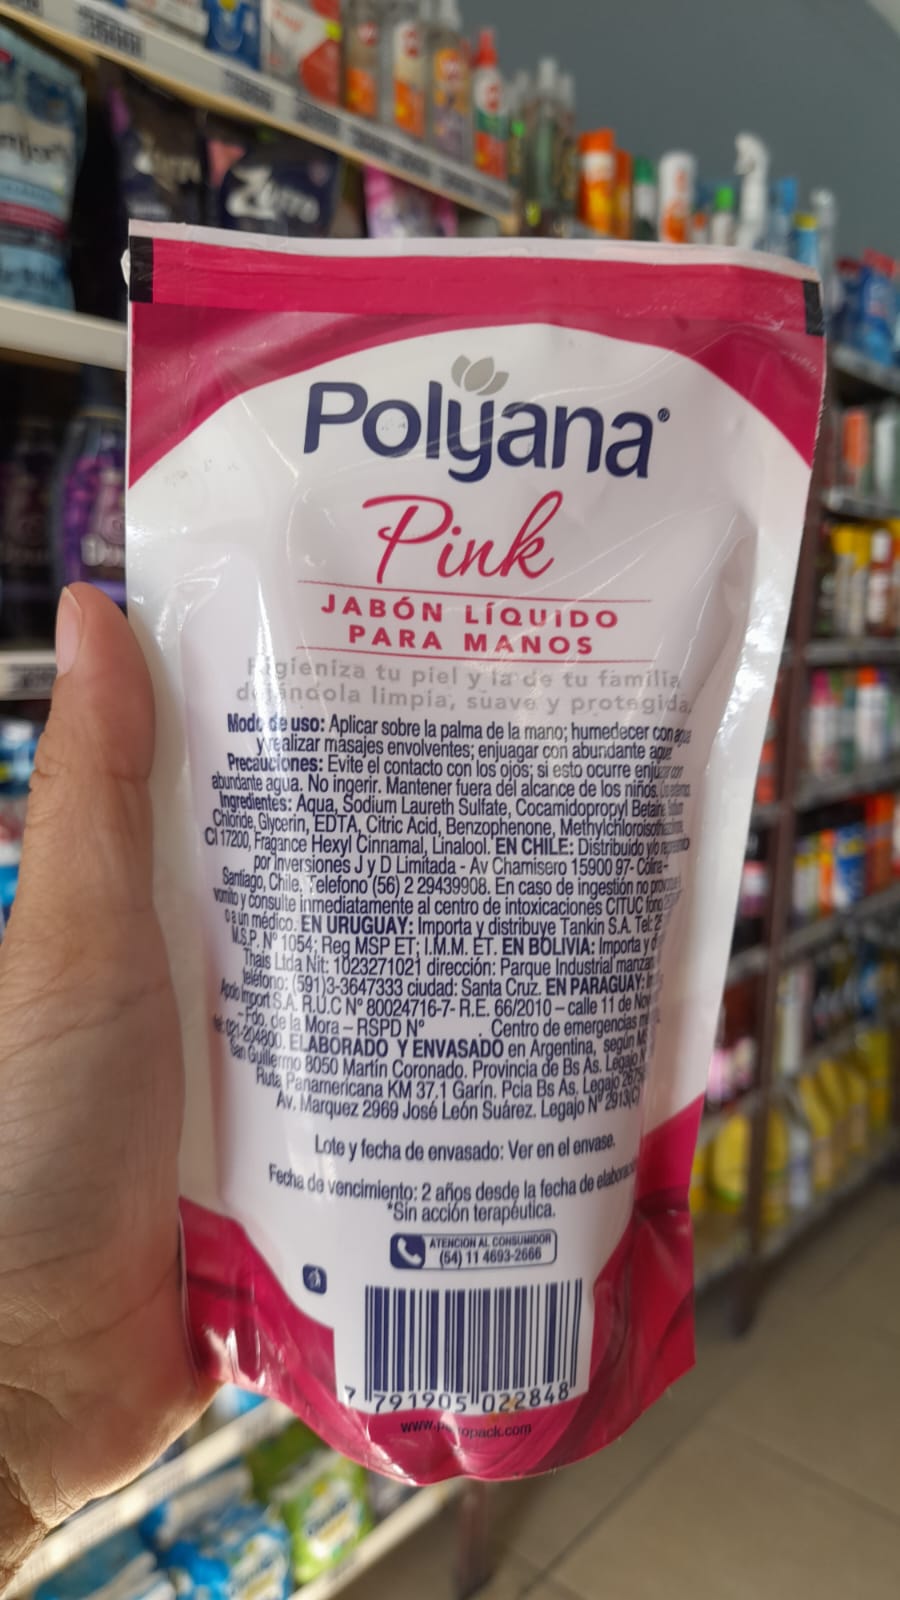 Zorro
Polyana®
Pink
JABÓN LÍQUIDO
PARA MANOS
Higieniza tu piel y la de tu familia
dejándola limpia, suave y protegida.
Modo de uso: Aplicar sobre la palma de la mano; humedecer con agua
y realizar masajes envolventes; enjuagar con abundante agua
Precauciones: Evite el contacto con los ojos; si esto ocurre enjuagar con
abundante agua. No ingerir. Mantener fuera del alcance de los niños.
Ingredientes: Aqua, Sodium Laureth Sulfate, Cocamidopropyl Betaine, Sodium
Chloride, Glycerin, EDTA, Citric Acid, Benzophenone,
CI 17200, Fragance Hexyl Cinnamal, Linalool. EN CHILE: Distribuido y/o
por Inversiones J y D Limitada - Av Chamisero 15900 97- Colina-
Santiago, Chile. Telefono (56) 2 29439908. En caso de ingestión no
vomito y consulte inmediatamente al centro de intoxicaciones CITUC fono
o a un médico. EN URUGUAY: Importa y distribuye Tankin S.A. Tel:
M.S.P. Nº 1054; Reg MSP ET; I.M.M. ET. EN BOLIVIA: Importa y
Thais Ltda Nit: 1023271021 dirección: Parque Industrial
teléfono: (591)3-3647333 ciudad: Santa Cruz. EN PARAGUAY:
Apolo Import S.A. R.U.C Nº 80024716-7- R.E. 66/2010 – calle 11 de
- Fdo. de la Mora – RSPD Nº . Centro de emergencias
tel: 021-204800. ELABORADO Y ENVASADO en Argentina, según
San Guillermo 8050 Martín Coronado. Provincia de Bs As. Legajo
Ruta Panamericana KM 37,1 Garín. Pcia Bs As, Legajo
Av. Marquez 2969 José León Suárez. Legajo Nº 2913(C)
Lote y fecha de envasado: Ver en el envase.
Fecha de vencimiento: 2 años desde la fecha de
*Sin acción terapéutica.
ATENCION AL CONSUMIDOR
(54) 11 4693-2666
7 791905 022848